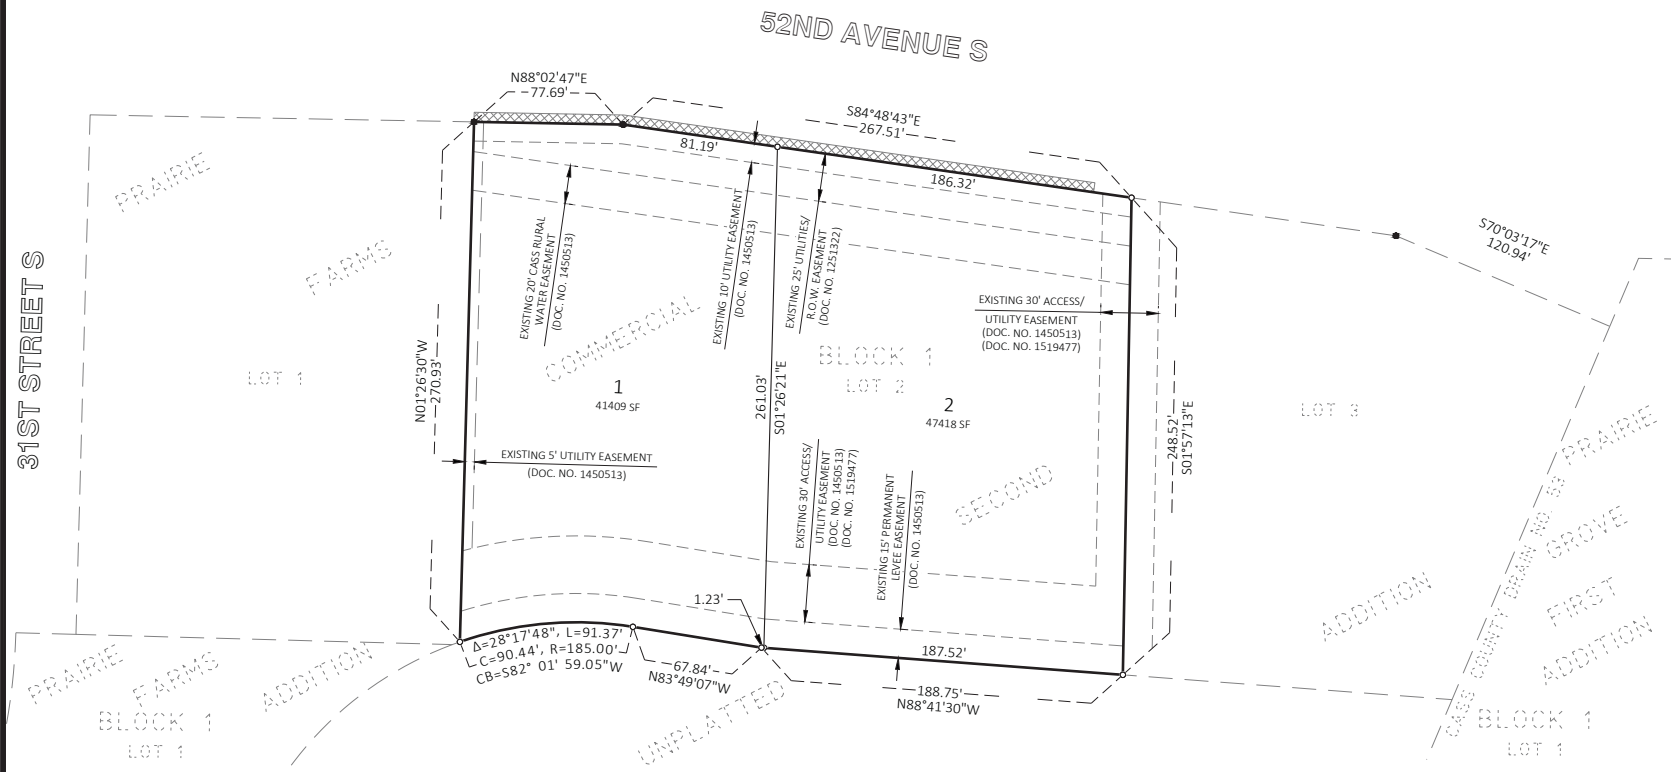 52ND AVENUE S
N88°02'47"E
77.69'
S84°48'43"E
267.51'
81.19'
186.32'
S70°03'17"E
120.94'
PRAIRIE
FARMS
COMMERCIAL
SECOND
ADDITION
31ST STREET S
LOT 1
N01°26'30"W
270.93'
EXISTING 20' CASS RURAL
WATER EASEMENT
(DOC. NO. 1450513)
EXISTING 10' UTILITY EASEMENT
(DOC. NO. 1450513)
EXISTING 25' UTILITIES/
R.O.W. EASEMENT
(DOC. NO. 1251322)
EXISTING 30' ACCESS/
UTILITY EASEMENT
(DOC. NO. 1450513)
(DOC. NO. 1519477)
BLOCK 1
LOT 2
1
41409 SF
2
47418 SF
261.03'
S01°26'21"E
248.52'
S01°57'13"E
LOT 3
EXISTING 5' UTILITY EASEMENT
(DOC. NO. 1450513)
EXISTING 30' ACCESS/
UTILITY EASEMENT
(DOC. NO. 1450513)
(DOC. NO. 1519477)
EXISTING 15' PERMANENT
LEVEE EASEMENT
(DOC. NO. 1450513)
1.23'
Δ=28°17'48", L=91.37'
C=90.44', R=185.00'
CB=S82° 01' 59.05"W
67.84'
N83°49'07"W
187.52'
188.75'
N88°41'30"W
PRAIRIE
FARMS
ADDITION
BLOCK 1
LOT 1
UNPLATTED
CASS COUNTY DRAIN NO. 53
PRAIRIE
GROVE
FIRST
ADDITION
BLOCK 1
LOT 1